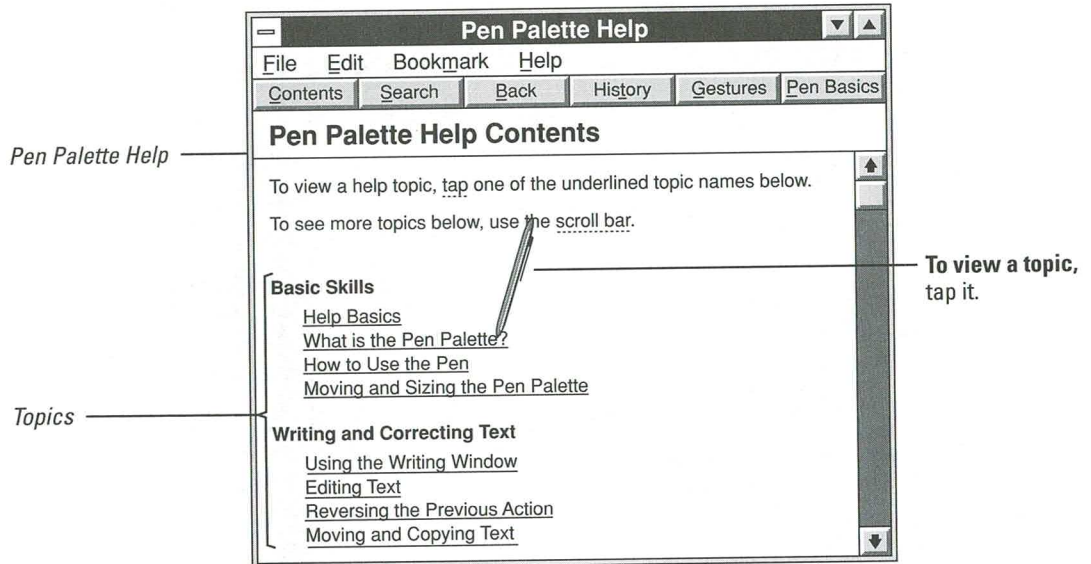 Pen Palette Help
File Edit Bookmark Help
Contents Search Back History Gestures Pen Basics
Pen Palette Help Contents
Pen Palette Help
To view a help topic, tap one of the underlined topic names below.
To see more topics below, use the scroll bar.
To view a topic,
tap it.
Basic Skills
Help Basics
What is the Pen Palette?
How to Use the Pen
Moving and Sizing the Pen Palette
Topics
Writing and Correcting Text
Using the Writing Window
Editing Text
Reversing the Previous Action
Moving and Copying Text